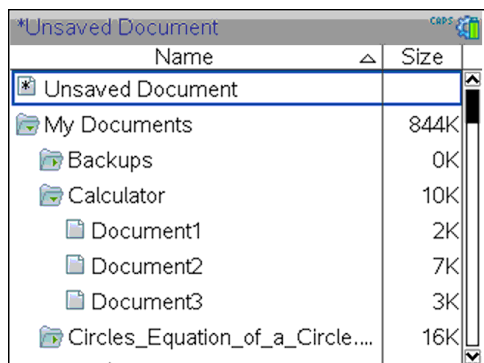 *Unsaved Document CAPS
Name Size
Unsaved Document
My Documents 844K
Backups 0K
Calculator 10K
Document1 2K
Document2 7K
Document3 3K
Circles_Equation_of_a_Circle.... 16K